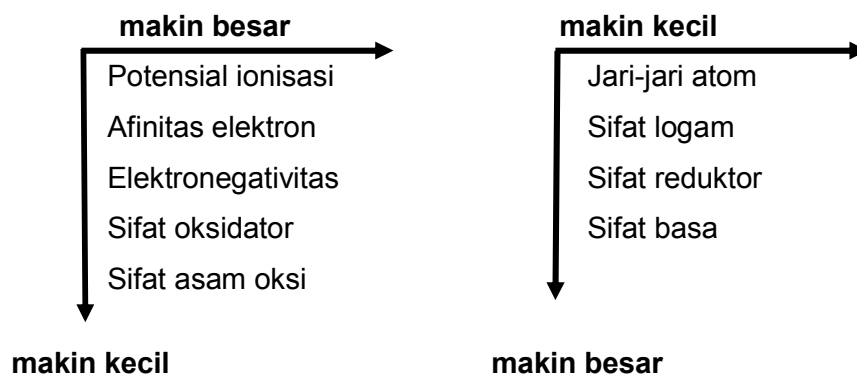 makin besar
Potensial ionisasi
Afinitas elektron
Elektronegativitas
Sifat oksidator
Sifat asam oksi
makin kecil
makin kecil
Jari-jari atom
Sifat logam
Sifat reduktor
Sifat basa
makin besar